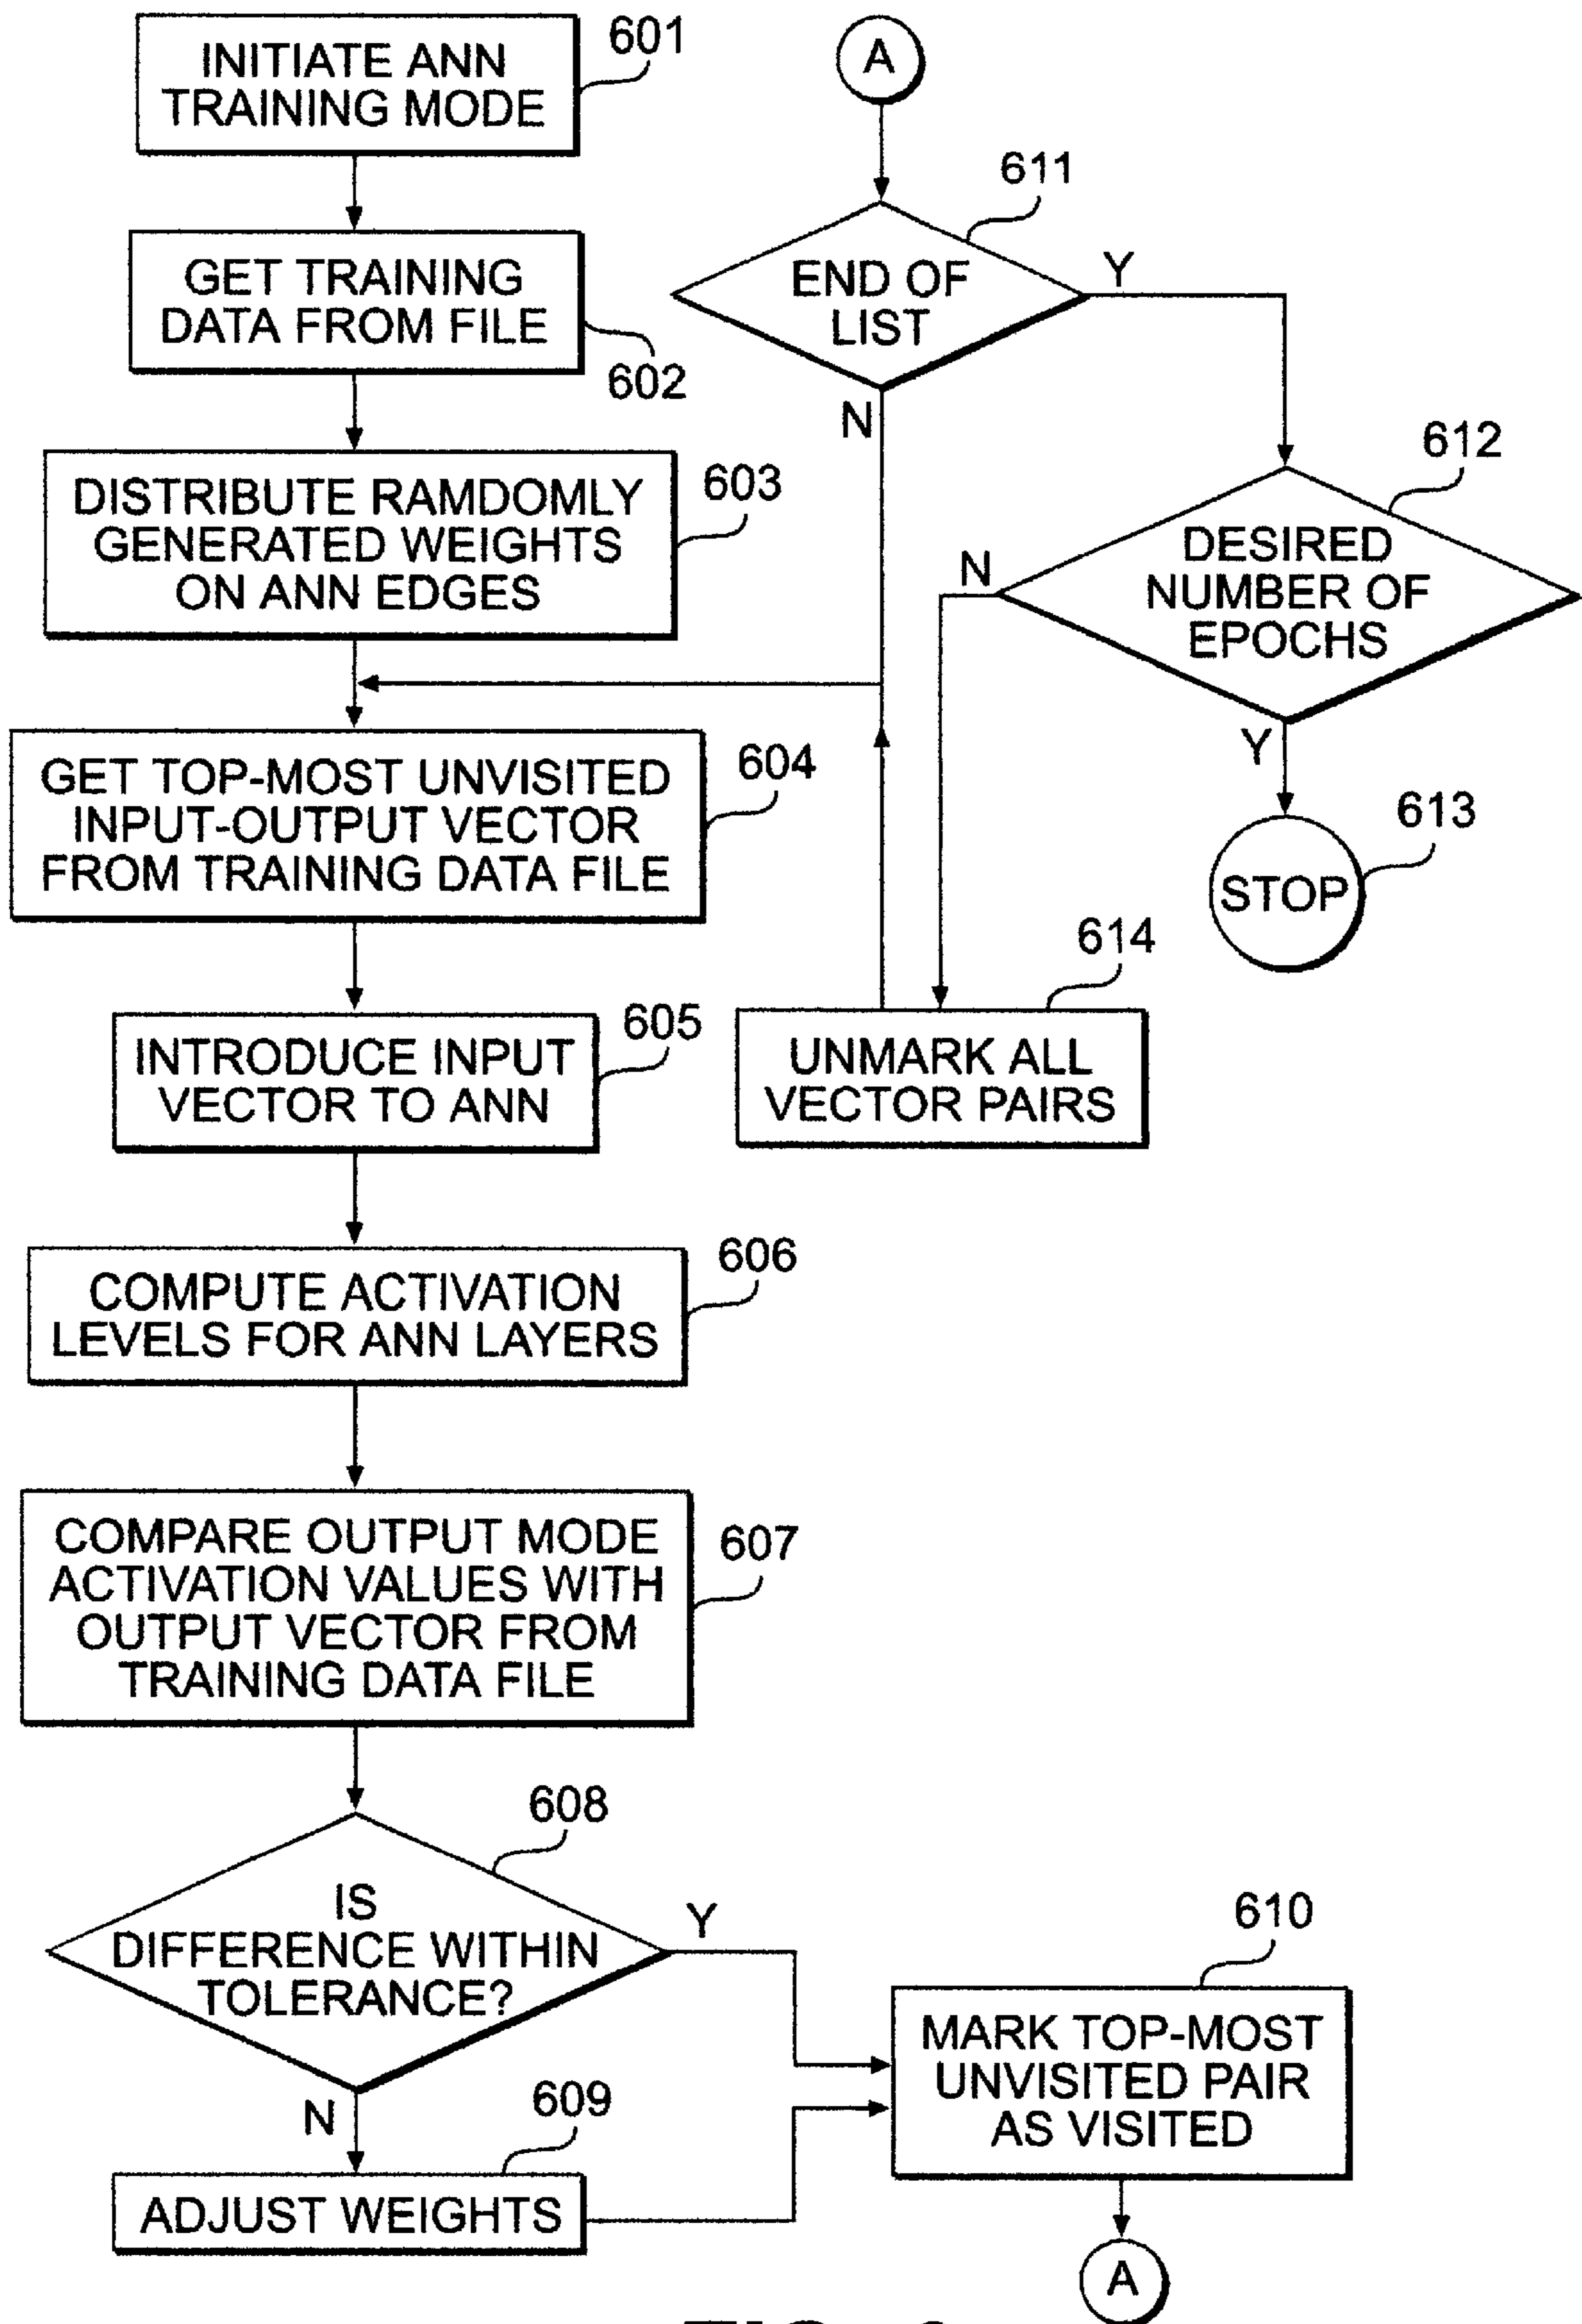 INITIATE ANN
TRAINING MODE
601
GET TRAINING
DATA FROM FILE
602
DISTRIBUTE RAMDOMLY
GENERATED WEIGHTS
ON ANN EDGES
603
GET TOP-MOST UNVISITED
INPUT-OUTPUT VECTOR
FROM TRAINING DATA FILE
604
INTRODUCE INPUT
VECTOR TO ANN
605
COMPUTE ACTIVATION
LEVELS FOR ANN LAYERS
606
COMPARE OUTPUT MODE
ACTIVATION VALUES WITH
OUTPUT VECTOR FROM
TRAINING DATA FILE
607
IS
DIFFERENCE WITHIN
TOLERANCE?
608
Y
N
ADJUST WEIGHTS
609
MARK TOP-MOST
UNVISITED PAIR
AS VISITED
610
A
A
END OF
LIST
611
Y
N
DESIRED
NUMBER OF
EPOCHS
612
N
Y
STOP
613
UNMARK ALL
VECTOR PAIRS
614